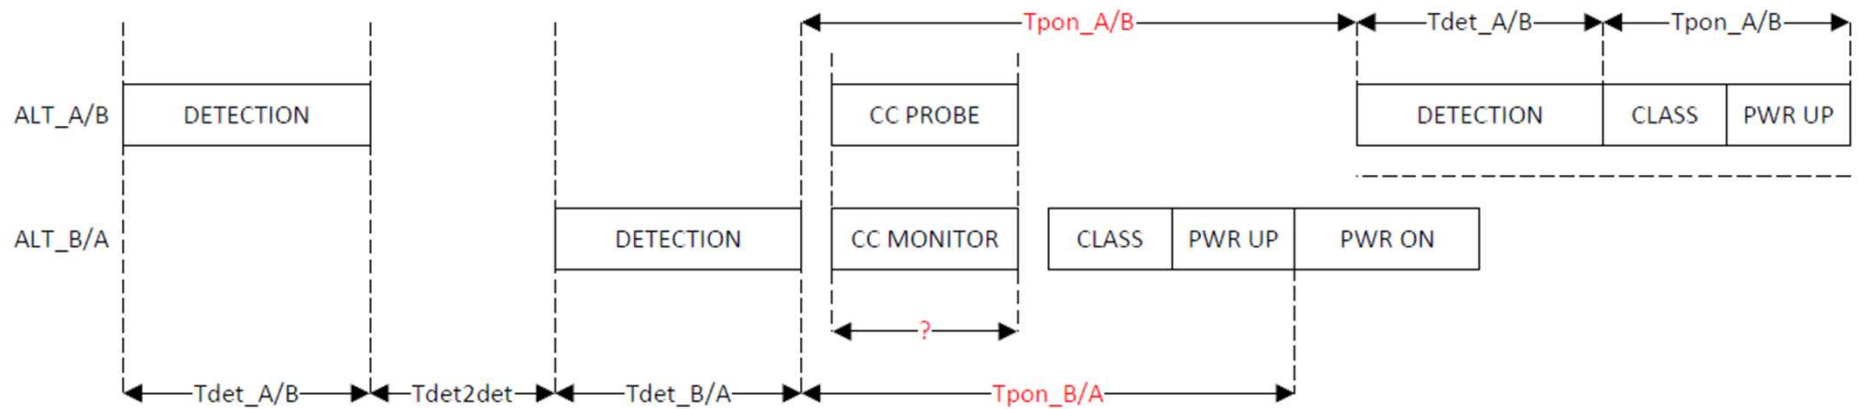 Tpon_A/B Tdet_A/B Tpon_A/B
ALT_A/B DETECTION CC PROBE DETECTION CLASS PWR UP
ALT_B/A DETECTION CC MONITOR CLASS PWR UP PWR ON
?
Tdet_A/B Tdet2det Tdet_B/A Tpon_B/A